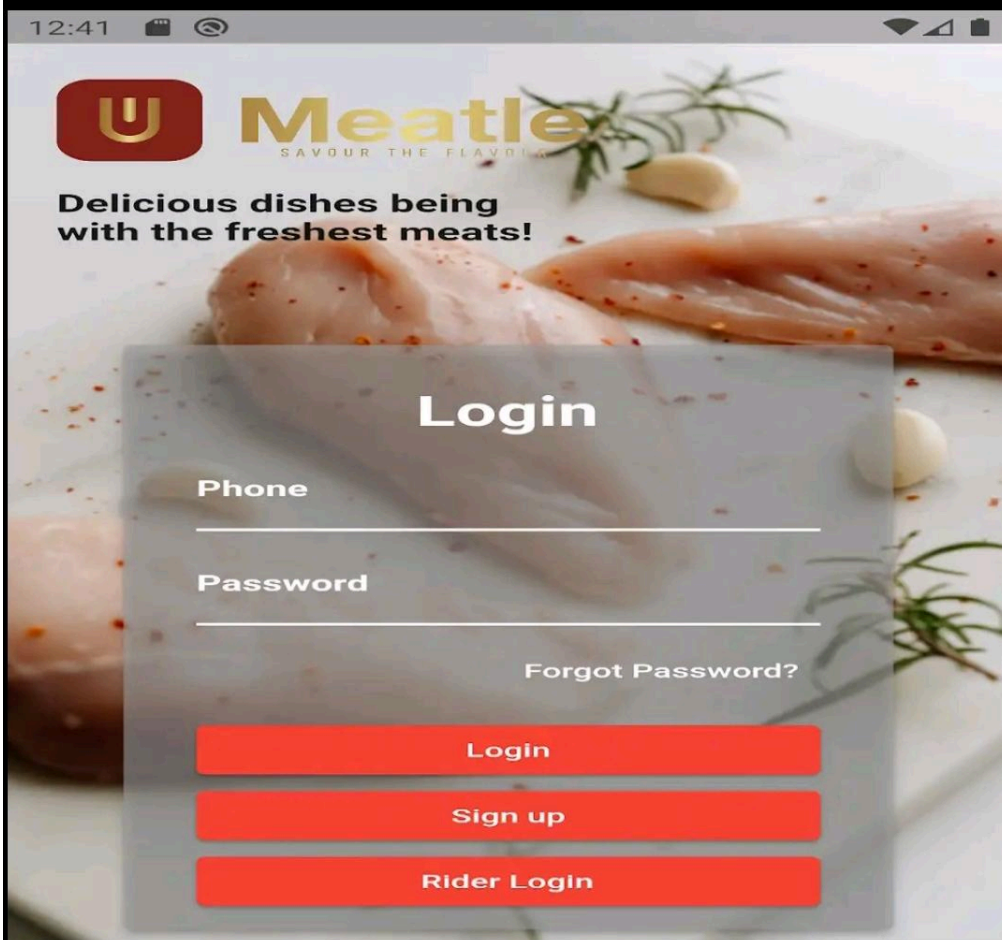 12:41
Meatle
SAVOUR THE FLAVOUR
Delicious dishes being
with the freshest meats!
Login
Phone
Password
Forgot Password?
Login
Sign up
Rider Login